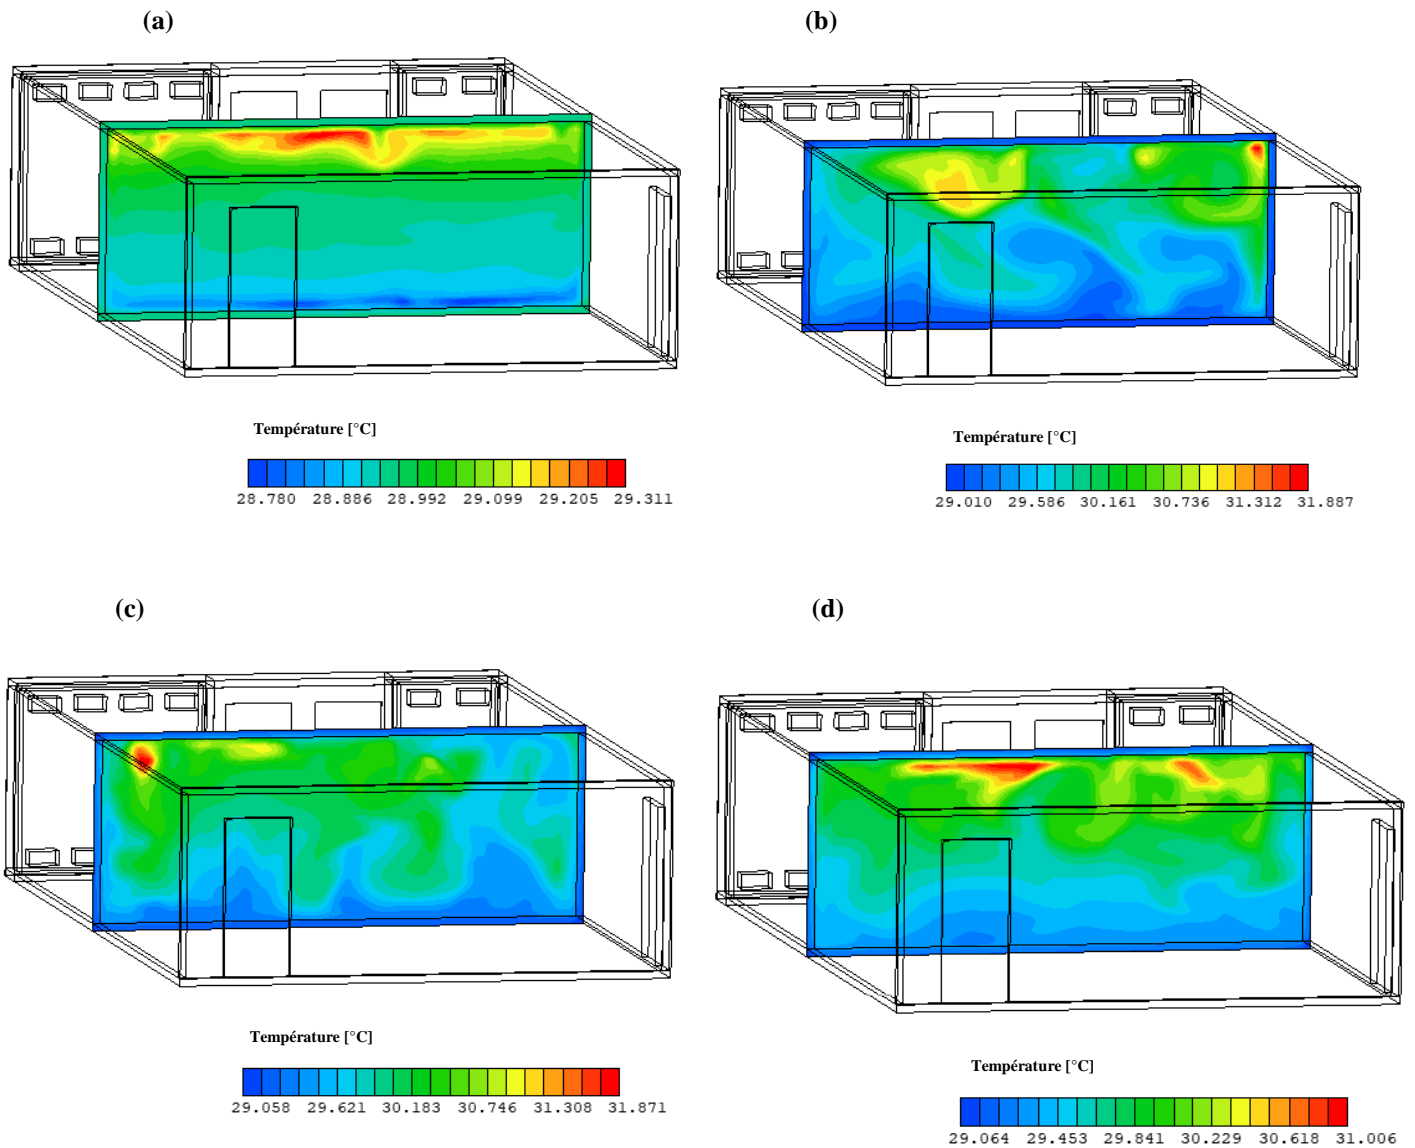 (a)
(b)
Température [°C]
28.780 28.886 28.992 29.099 29.205 29.311
Température [°C]
29.010 29.586 30.161 30.736 31.312 31.887
(c)
(d)
Température [°C]
29.058 29.621 30.183 30.746 31.308 31.871
Température [°C]
29.064 29.453 29.841 30.229 30.618 31.006